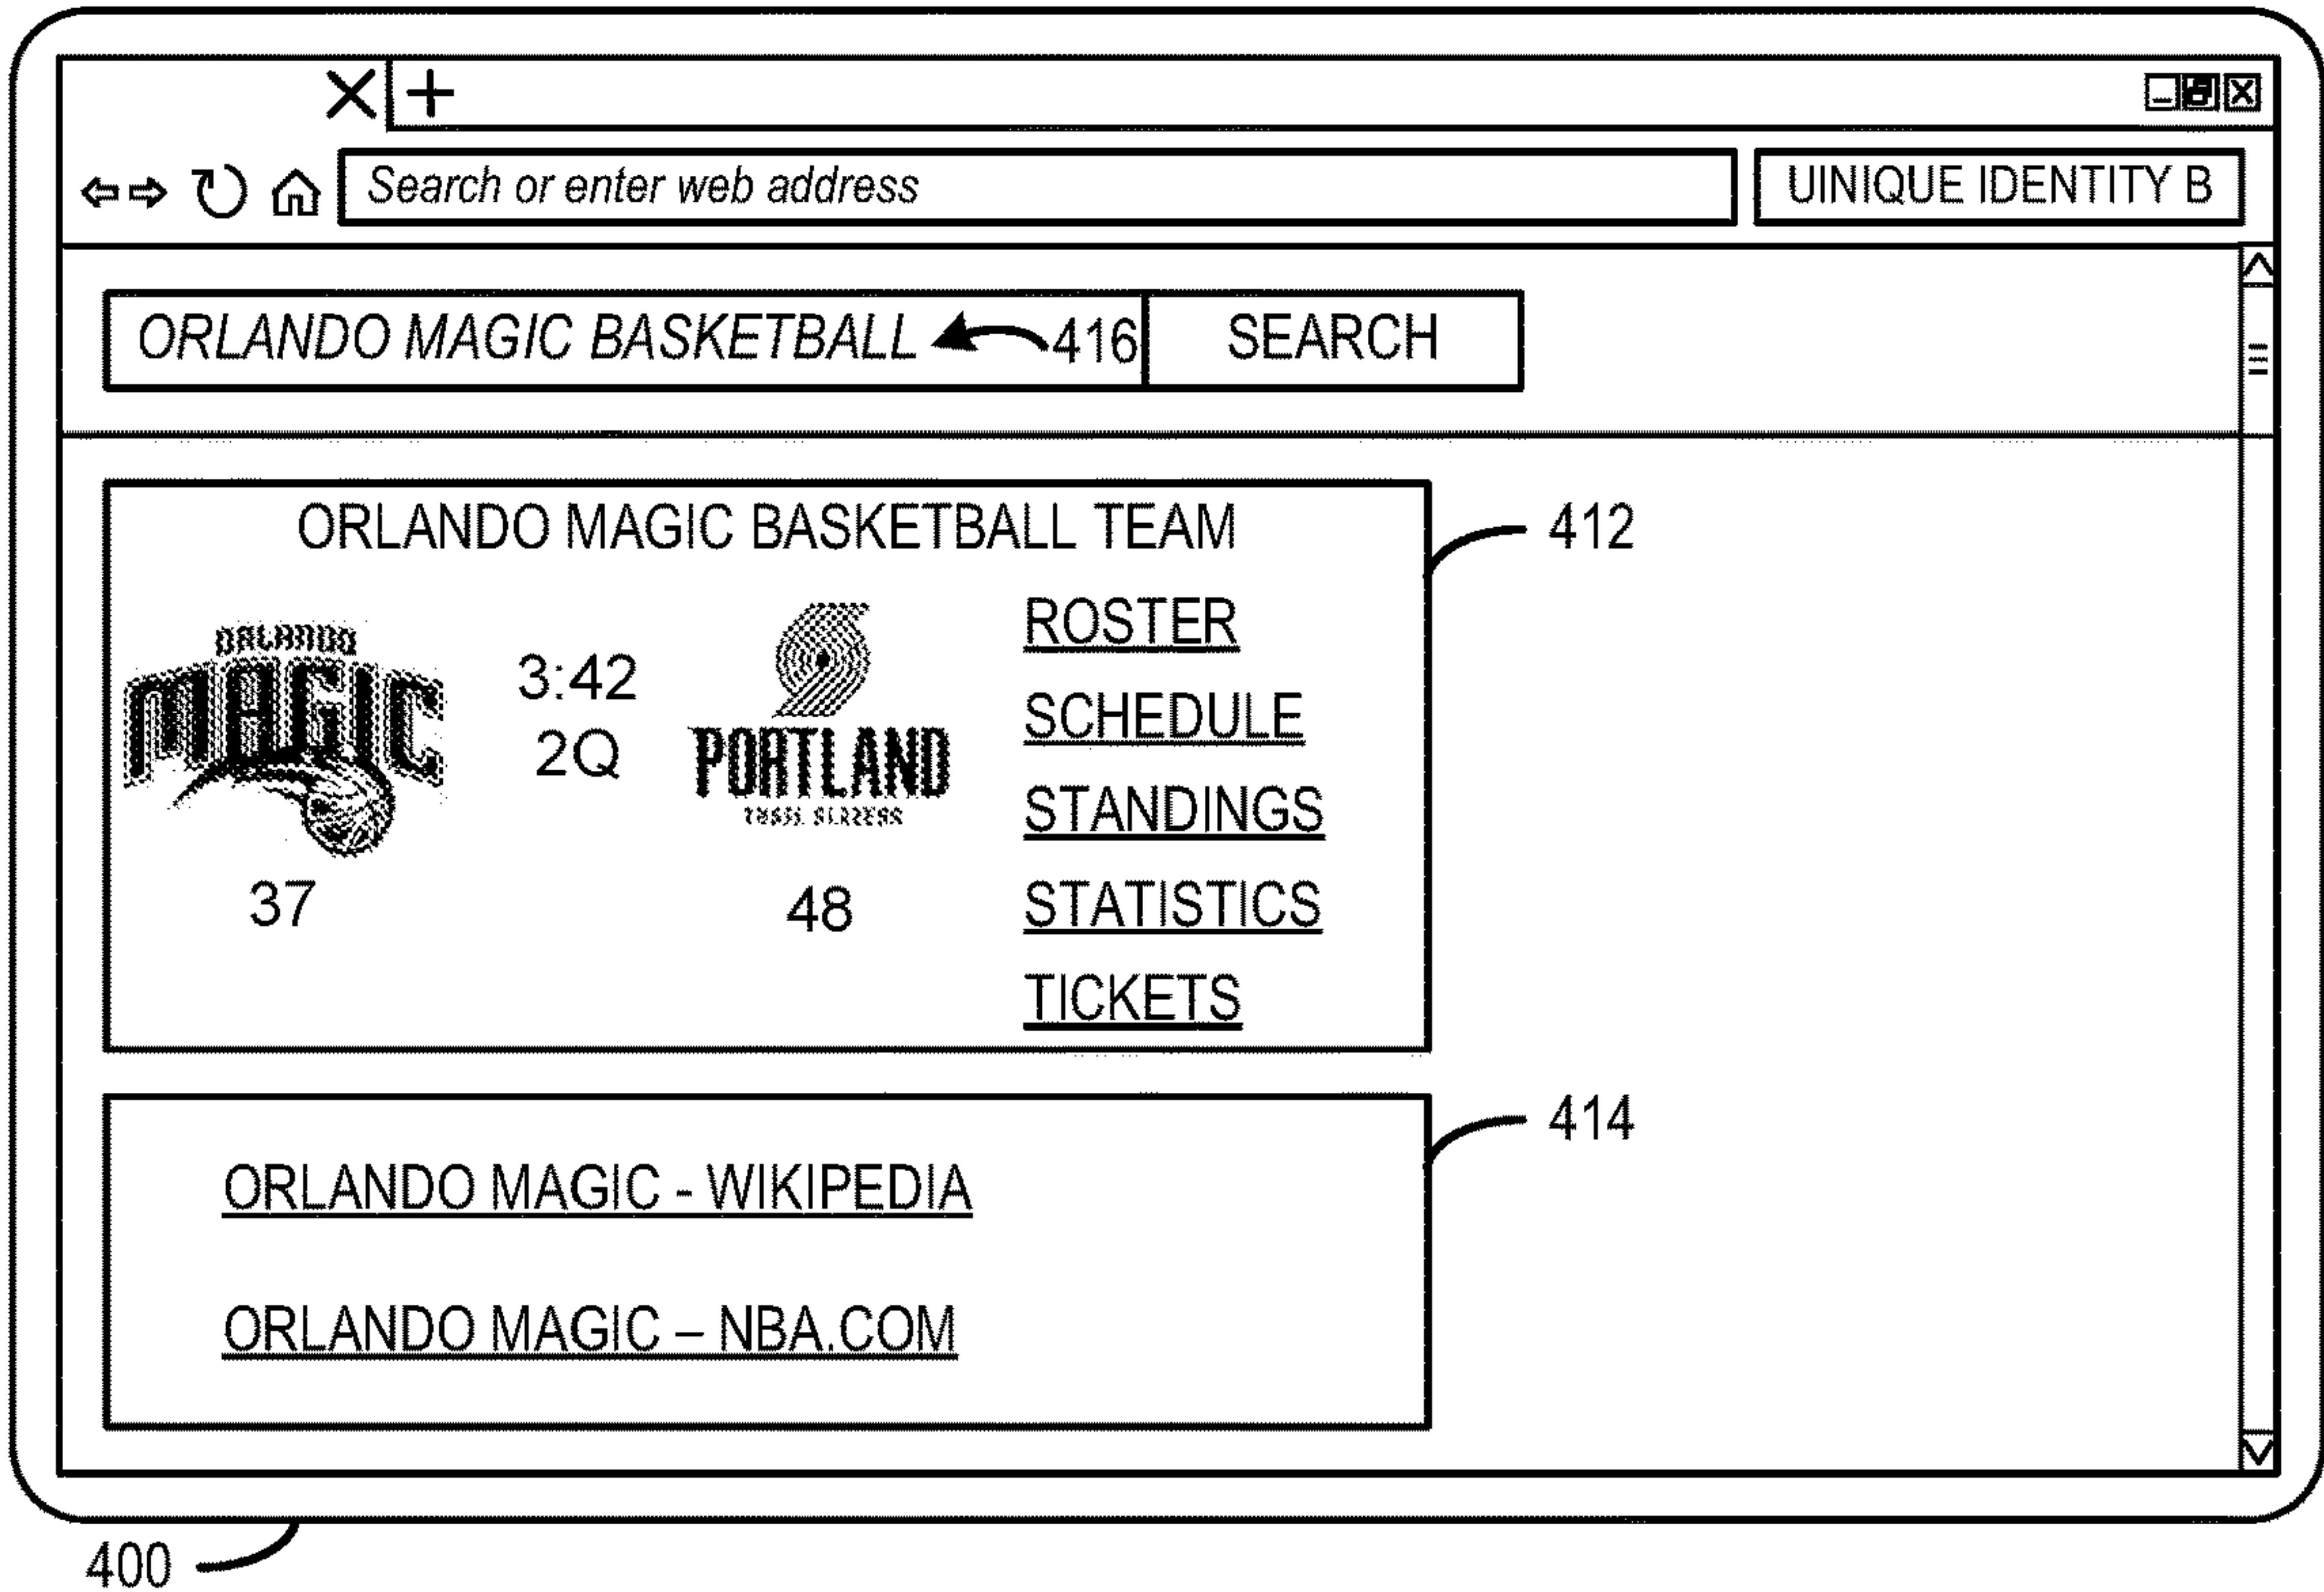 Search or enter web address
UINIQUE IDENTITY B
ORLANDO MAGIC BASKETBALL
416
SEARCH
ORLANDO MAGIC BASKETBALL TEAM
412
ORLANDO
MAGIC
3:42
2Q
PORTLAND
TRAIL BLAZERS
37
48
ROSTER
SCHEDULE
STANDINGS
STATISTICS
TICKETS
414
ORLANDO MAGIC - WIKIPEDIA
ORLANDO MAGIC – NBA.COM
400